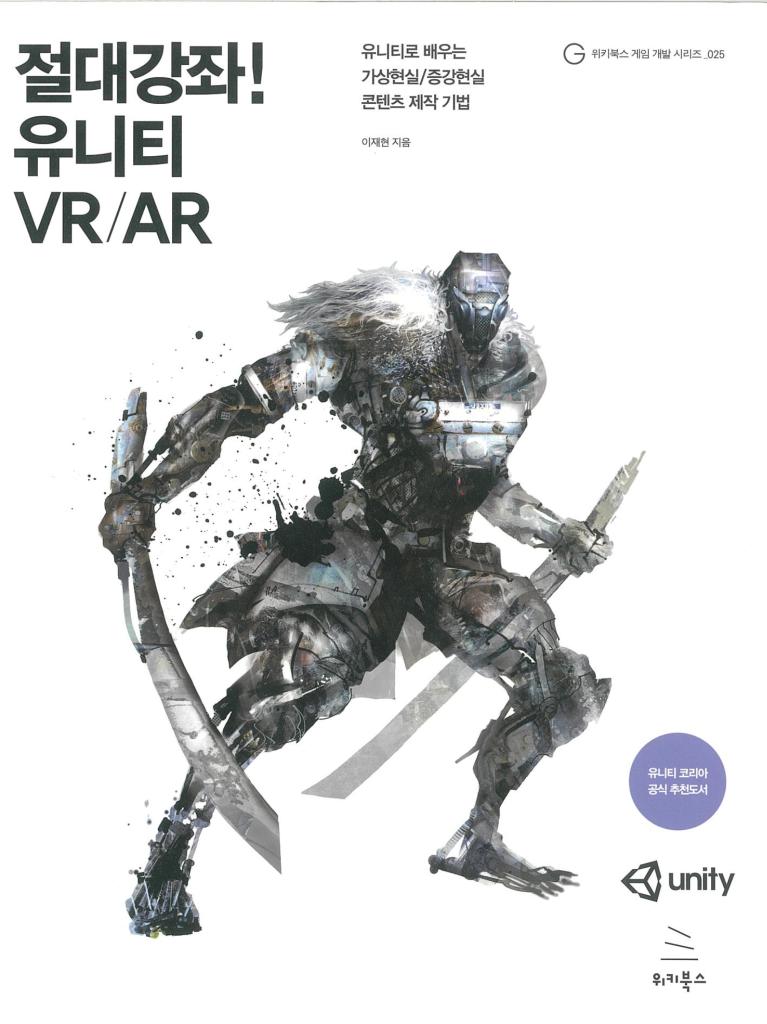 절대강좌!
유니티
VR/AR
유니티로 배우는
가상현실/증강현실
콘텐츠 제작 기법
이재현 지음
위키북스 게임 개발 시리즈_025
유니티 코리아
공식 추천도서
unity
위키북스